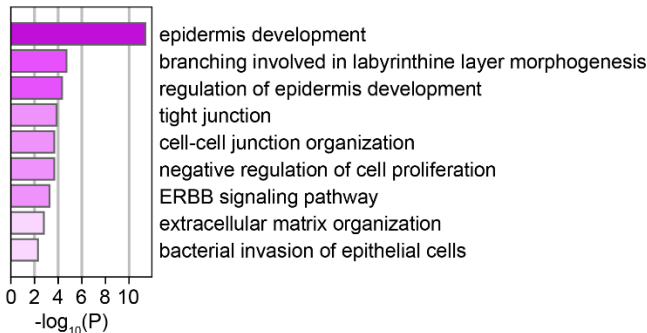 epidermis development
branching involved in labyrinthine layer morphogenesis
regulation of epidermis development
tight junction
cell-cell junction organization
negative regulation of cell proliferation
ERBB signaling pathway
extracellular matrix organization
bacterial invasion of epithelial cells
0 2 4 6 8 10
-log10(P)